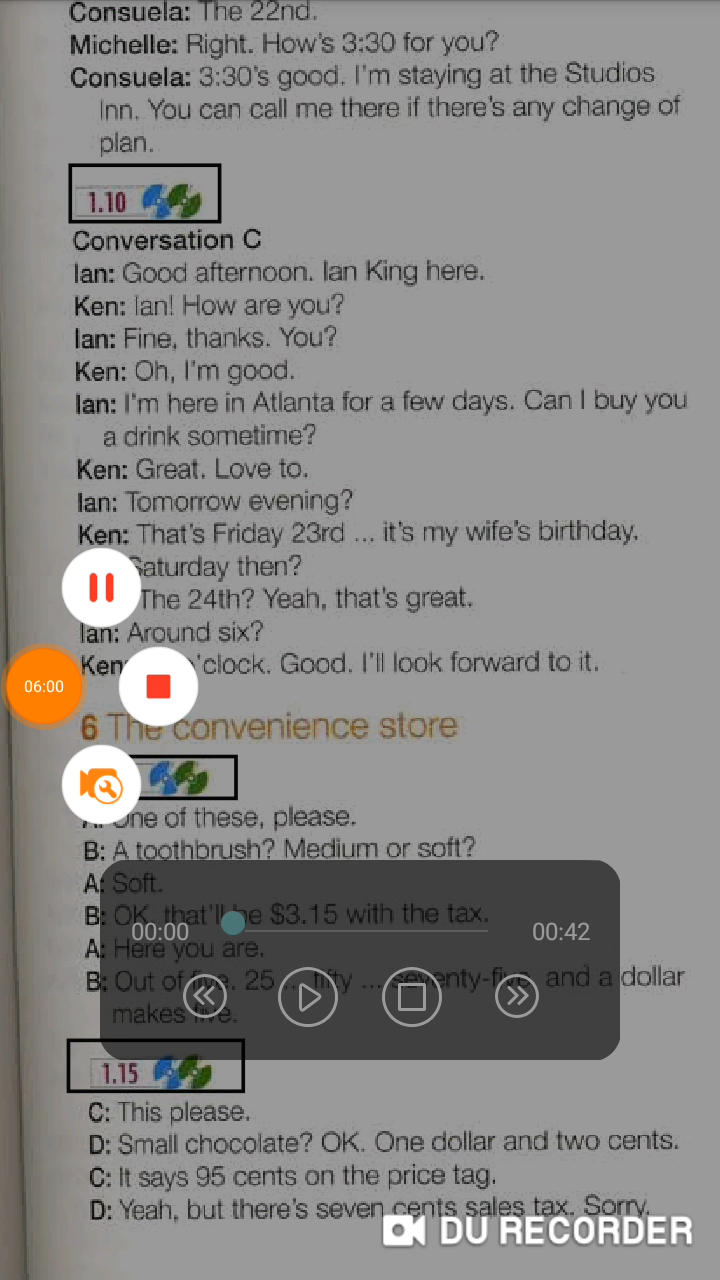 Consuela: The 22nd.
Michelle: Right. How's 3:30 for you?
Consuela: 3:30's good. I'm staying at the Studios
Inn. You can call me there if there's any change of
plan.
1.10
Conversation C
Ian: Good afternoon. Ian King here.
Ken: Ian! How are you?
Ian: Fine, thanks. You?
Ken: Oh, I'm good.
Ian: I'm here in Atlanta for a few days. Can I buy you
a drink sometime?
Ken: Great. Love to.
Ian: Tomorrow evening?
Ken: That's Friday 23rd ... it's my wife's birthday.
Saturday then?
The 24th? Yeah, that's great.
Ian: Around six?
Ken 'clock. Good. I'll look forward to it.
06:00
6 The convenience store
One of these, please.
B: A toothbrush? Medium or soft?
A: Soft.
B: OK, that'll be $3.15 with the tax.
00:00
00:42
A: Here you are.
B: Out of five. 25 ... fifty ... seventy-five, and a dollar
makes five.
1.15
C: This please.
D: Small chocolate? OK. One dollar and two cents.
C: It says 95 cents on the price tag.
D: Yeah, but there's seven cents sales tax. Sorry.
DU RECORDER